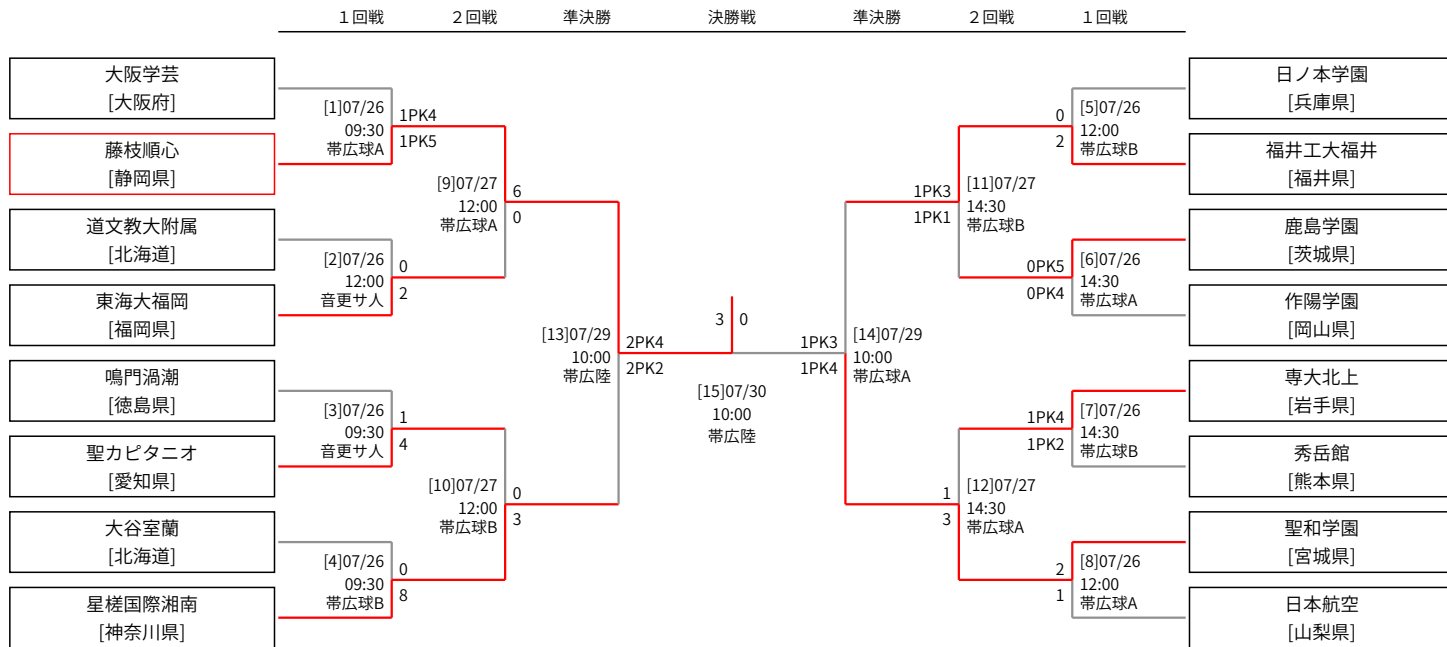 １回戦
２回戦
準決勝
決勝戦
準決勝
２回戦
１回戦
大阪学芸
[大阪府]
藤枝順心
[静岡県]
道文教大附属
[北海道]
東海大福岡
[福岡県]
鳴門渦潮
[徳島県]
聖カピタニオ
[愛知県]
大谷室蘭
[北海道]
星槎国際湘南
[神奈川県]
[1]07/26
09:30
帯広球A
1PK4
1PK5
[2]07/26
12:00
音更サ人
0
2
[3]07/26
09:30
音更サ人
1
4
[4]07/26
09:30
帯広球B
0
8
[9]07/27
12:00
帯広球A
6
0
[10]07/27
12:00
帯広球B
0
3
[13]07/29
10:00
帯広陸
2PK4
2PK2
3
0
[15]07/30
10:00
帯広陸
1PK3
1PK4
[14]07/29
10:00
帯広球A
1PK3
1PK1
[11]07/27
14:30
帯広球B
1
3
[12]07/27
14:30
帯広球A
0
2
[5]07/26
12:00
帯広球B
0PK5
0PK4
[6]07/26
14:30
帯広球A
1PK4
1PK2
[7]07/26
14:30
帯広球B
2
1
[8]07/26
12:00
帯広球A
日ノ本学園
[兵庫県]
福井工大福井
[福井県]
鹿島学園
[茨城県]
作陽学園
[岡山県]
専大北上
[岩手県]
秀岳館
[熊本県]
聖和学園
[宮城県]
日本航空
[山梨県]